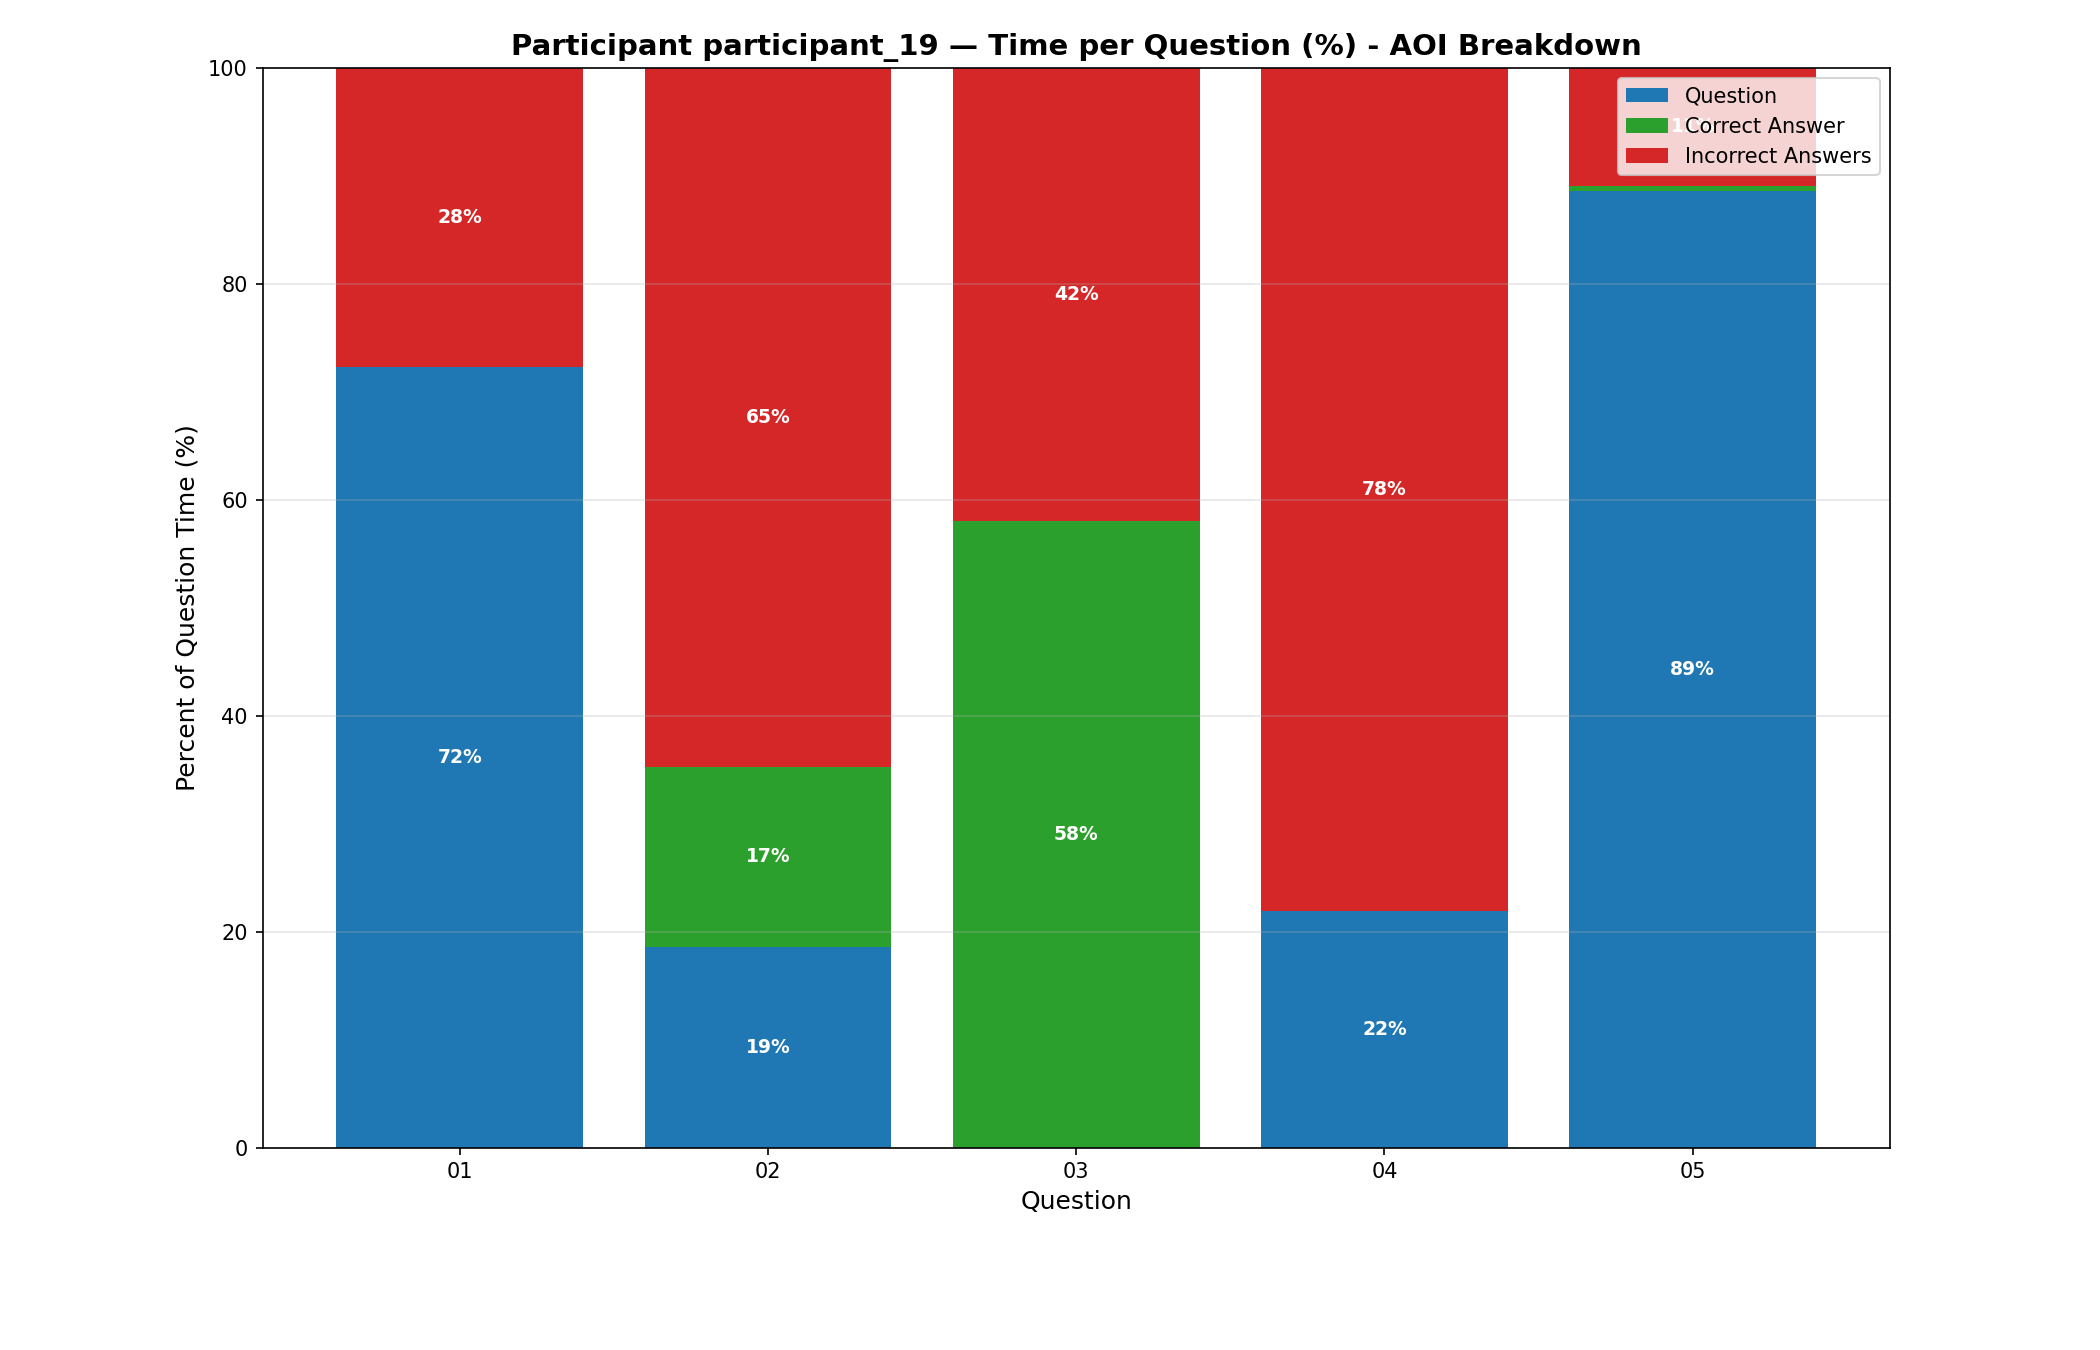 Participant participant_19 — Time per Question (%) - AOI Breakdown
Percent of Question Time (%)
100
80
60
40
20
0
28%
72%
65%
17%
19%
42%
58%
78%
22%
89%
Question
Correct Answer
Incorrect Answers
01 02 03 04 05
Question